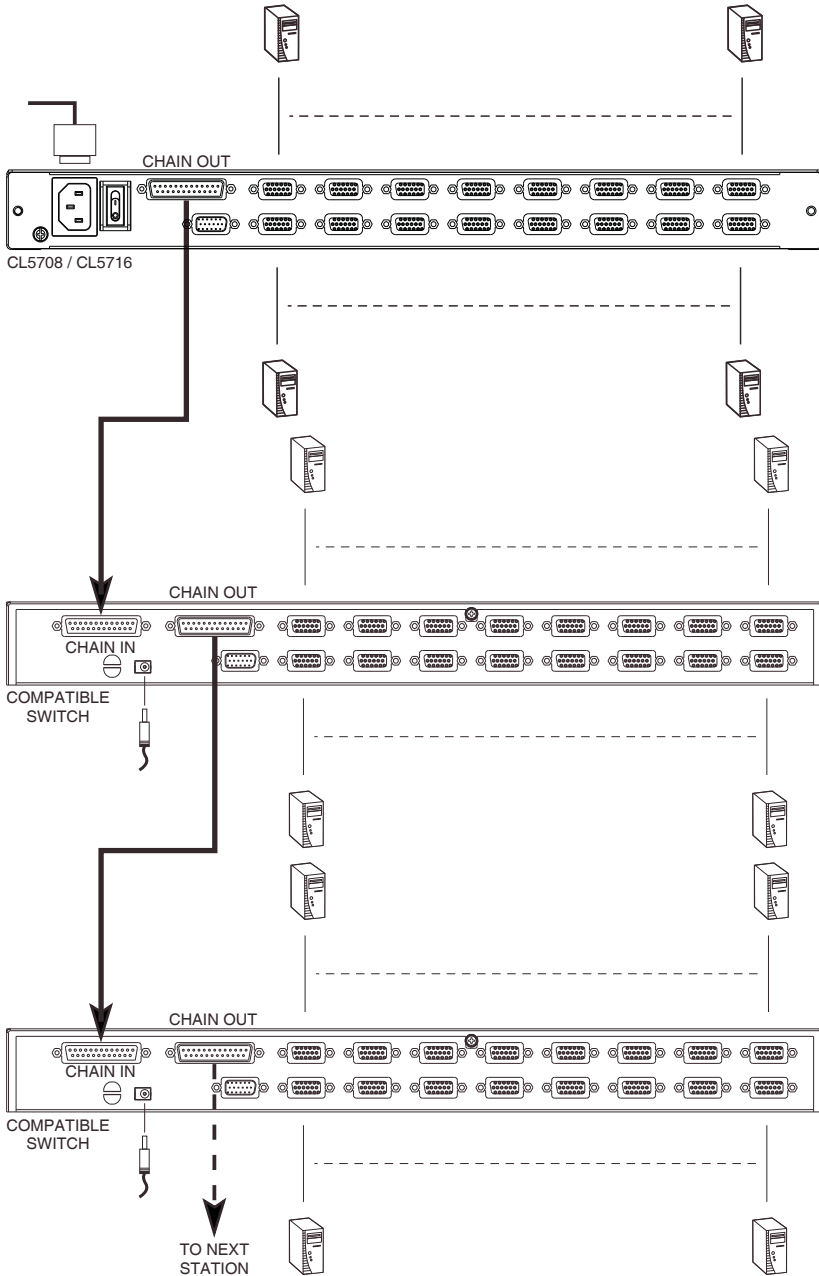 CHAIN OUT
CL5708 / CL5716
CHAIN OUT
CHAIN IN
COMPATIBLE
SWITCH
CHAIN OUT
CHAIN IN
COMPATIBLE
SWITCH
TO NEXT
STATION